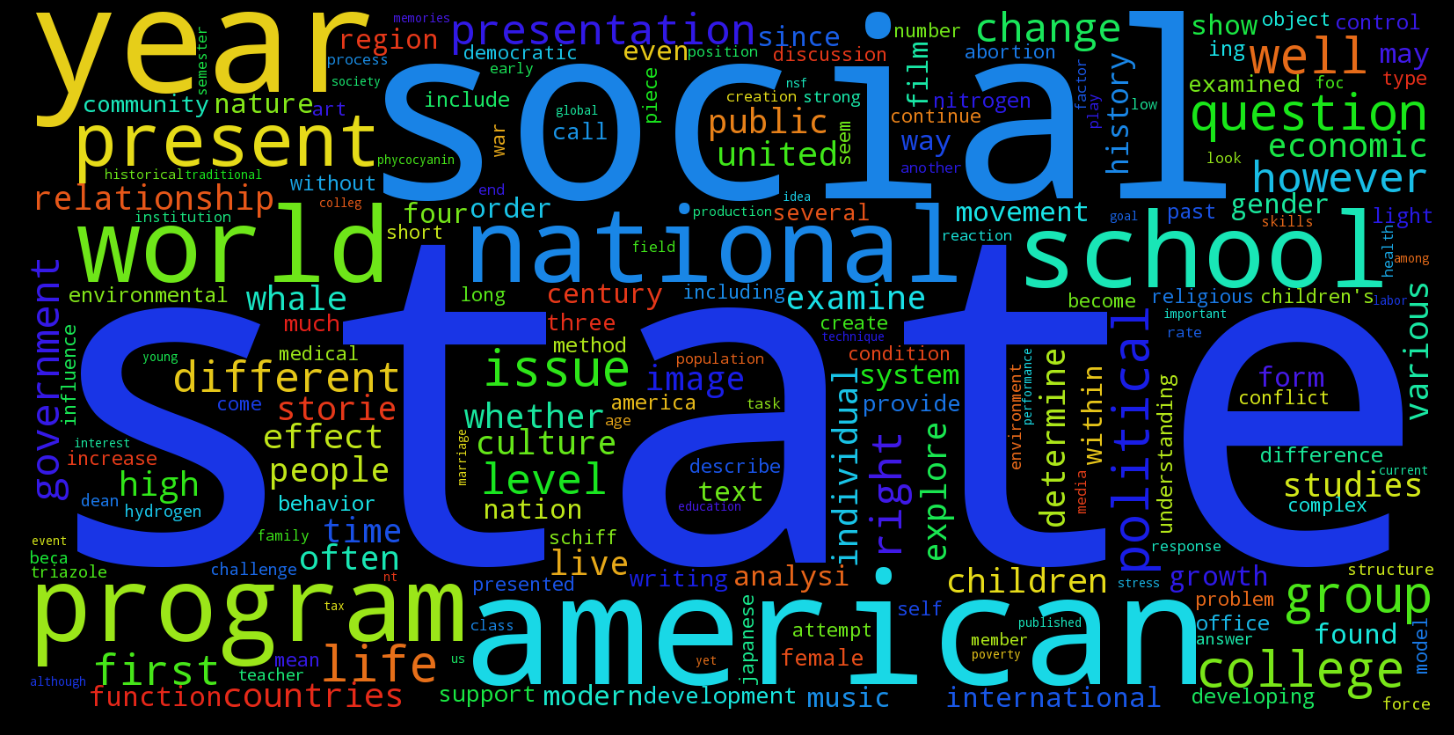 year
social
state
memories
presentation
since
number
change
show
object
control
region
semester
process
democratic
even
position
discussion
abortion
ing
well
may
society
early
piece
nsf
film
factor
history
examined
foc
type
community
nature
art
include
global
creation
strong
nitrogen
play
low
question
present
war
call
public
continue
phycocyanin
united
seem
way
look
economic
historical
traditional
without
end
another
however
relationship
colleg
idea
institution
four
order
production
several
movement
goal
past
gender
skills
light
world
short
national
field
reaction
school
health
among
government
environmental
whale
long
century
including
examine
become
religious
children's
labor
influence
much
three
create
technique
important
rate
various
young
medical
method
population
condition
different
issue
image
system
environment
performance
determine
within
political
form
conflict
come
storie
whether
america
task
age
individual
provide
interest
effect
culture
marriage
increase
people
level
describe
text
education
right
explore
media
understanding
difference
current
studies
complex
high
dean
hydrogen
behavior
nation
time
family
schiff
event
beca
triazole
often
challenge
nt
live
presented
writing
analysi
children
stress
response
growth
structure
program
tax
american
class
japanese
self
attempt
member
published
problem
office
answer
group
found
model
first
mean
teacher
life
us
yet
female
poverty
college
although
function
countries
support
modern
development
music
international
developing
force